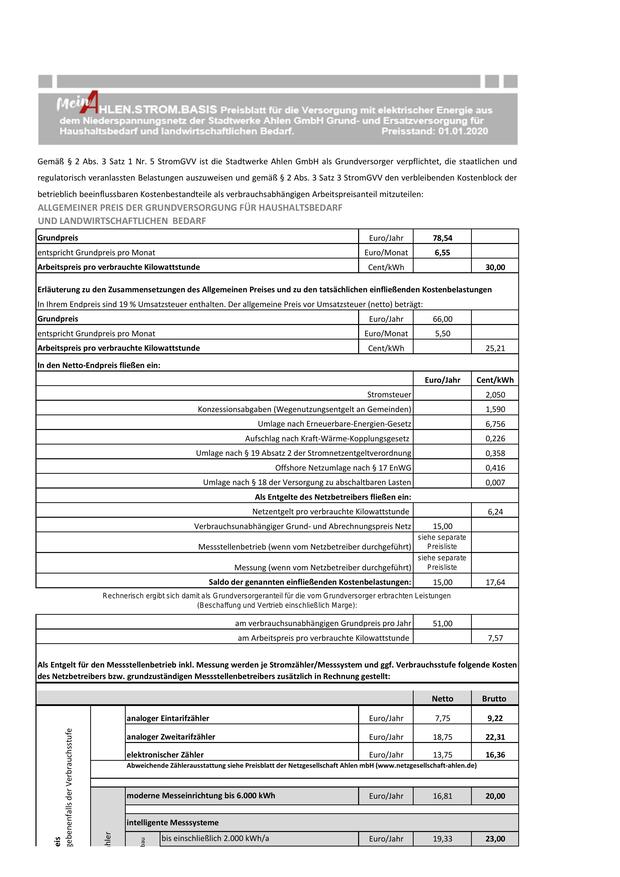 Mein AHLEN.STROM.BASIS Preisblatt für die Versorgung mit elektrischer Energie aus
dem Niederspannungsnetz der Stadtwerke Ahlen GmbH Grund- und Ersatzversorgung für
Haushaltsbedarf und landwirtschaftlichen Bedarf. Preisstand: 01.01.2020
Gemäß § 2 Abs. 3 Satz 1 Nr. 5 StromGVV ist die Stadtwerke Ahlen GmbH als Grundversorger verpflichtet, die staatlichen und
regulatorisch veranlassten Belastungen auszuweisen und gemäß § 2 Abs. 3 Satz 3 StromGVV den verbleibenden Kostenblock der
betrieblich beeinflussbaren Kostenbestandteile als verbrauchsabhängigen Arbeitspreisanteil mitzuteilen:
ALLGEMEINER PREIS DER GRUNDVERSORGUNG FÜR HAUSHALTSBEDARF
UND LANDWIRTSCHAFTLICHEN BEDARF
Grundpreis Euro/Jahr 78,54
entspricht Grundpreis pro Monat Euro/Monat 6,55
Arbeitspreis pro verbrauchte Kilowattstunde Cent/kWh 30,00
Erläuterung zu den Zusammensetzungen des Allgemeinen Preises und zu den tatsächlichen einfließenden Kostenbelastungen
In Ihrem Endpreis sind 19 % Umsatzsteuer enthalten. Der allgemeine Preis vor Umsatzsteuer (netto) beträgt:
Grundpreis Euro/Jahr 66,00
entspricht Grundpreis pro Monat Euro/Monat 5,50
Arbeitspreis pro verbrauchte Kilowattstunde Cent/kWh 25,21
In den Netto-Endpreis fließen ein:
Euro/Jahr Cent/kWh
Stromsteuer 2,050
Konzessionsabgaben (Wegenutzungsentgelt an Gemeinden) 1,590
Umlage nach Erneuerbare-Energien-Gesetz 6,756
Aufschlag nach Kraft-Wärme-Kopplungsgesetz 0,226
Umlage nach § 19 Absatz 2 der Stromnetzentgeltverordnung 0,358
Offshore Netzumlage nach § 17 EnWG 0,416
Umlage nach § 18 der Versorgung zu abschaltbaren Lasten 0,007
Als Entgelte des Netzbetreibers fließen ein:
Netzentgelt pro verbrauchte Kilowattstunde 6,24
Verbrauchsunabhängiger Grund- und Abrechnungspreis Netz 15,00
Messstellenbetrieb (wenn vom Netzbetreiber durchgeführt) siehe separate
Preisliste
Messung (wenn vom Netzbetreiber durchgeführt) siehe separate
Preisliste
Saldo der genannten einfließenden Kostenbelastungen: 15,00 17,64
Rechnerisch ergibt sich damit als Grundversorgeranteil für die vom Grundversorger erbrachten Leistungen
(Beschaffung und Vertrieb einschließlich Marge):
am verbrauchsunabhängigen Grundpreis pro Jahr 51,00
am Arbeitspreis pro verbrauchte Kilowattstunde 7,57
Als Entgelt für den Messstellenbetrieb inkl. Messung werden je Stromzähler/Messsystem und ggf. Verbrauchsstufe folgende Kosten
des Netzbetreibers bzw. grundzuständigen Messstellenbetreibers zusätzlich in Rechnung gestellt:
Netto Brutto
analoger Eintarifzähler Euro/Jahr 7,75 9,22
analoger Zweitarifzähler Euro/Jahr 18,75 22,31
elektronischer Zähler Euro/Jahr 13,75 16,36
Abweichende Zählerausstattung siehe Preisblatt der Netzgesellschaft Ahlen mbH (www.netzgesellschaft-ahlen.de)
moderne Messeinrichtung bis 6.000 kWh Euro/Jahr 16,81 20,00
intelligente Messsysteme
bis einschließlich 2.000 kWh/a Euro/Jahr 19,33 23,00
eis
gebenenfalls der Verbrauchsstufe
hler
bau